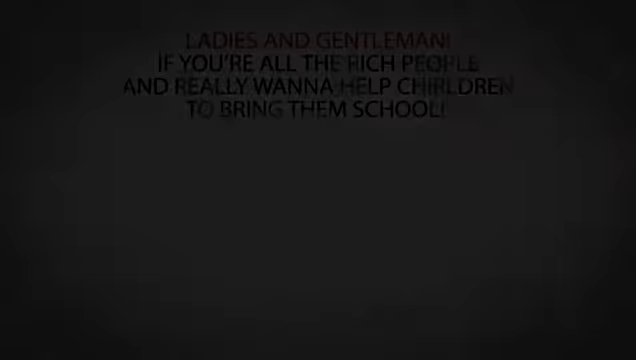 LADIES AND GENTLEMAN!
IF YOU'RE ALL THE RICH PEOPLE
AND REALLY WANNA HELP CHIRLDREN
TO BRING THEM SCHOOL!